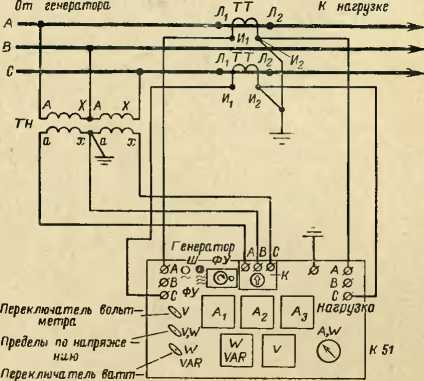 От генератора
ТТ
К нагрузке
А
Л₁
Л₂
И₁
И₂
В
С
Л₁
ТТ
Л₂
И₁
И₂
А
Х
А
Х
ТН
а
х
а
х
А
В
С
Генератор
Ш
ФУ
К
А
В
С
ФУ
А
В
С
Нагрузка
Переключатель вольт-
метра
V
A₁
A₂
A₃
Пределы по напряже
нию
V,W
A,W
К 51
W
VAR
W
VAR
V
Переключатель ватт-